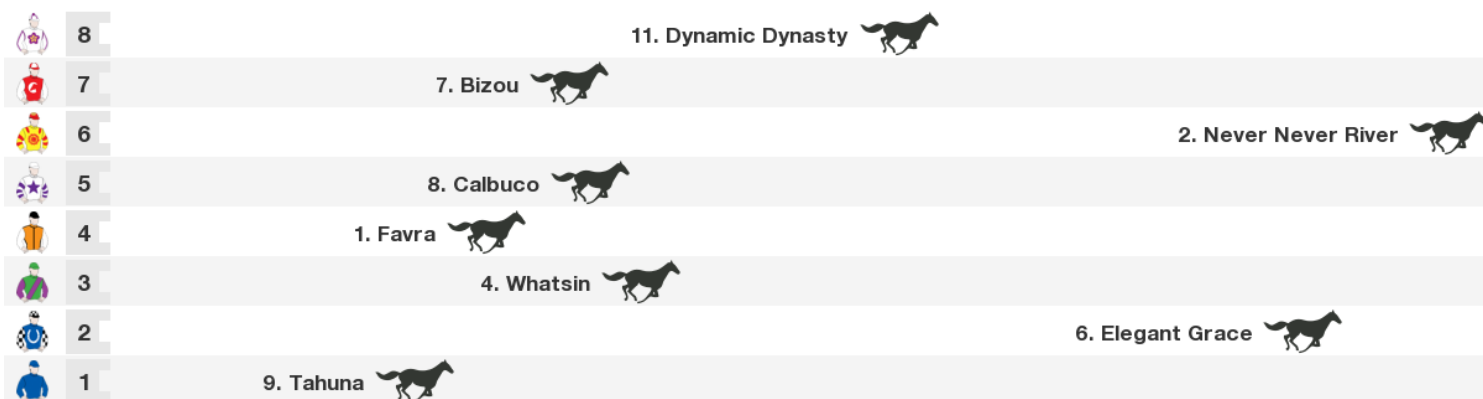 8 11. Dynamic Dynasty
7 7. Bizou
6 2. Never Never River
5 8. Calbuco
4 1. Favra
3 4. Whatsin
2 6. Elegant Grace
1 9. Tahuna